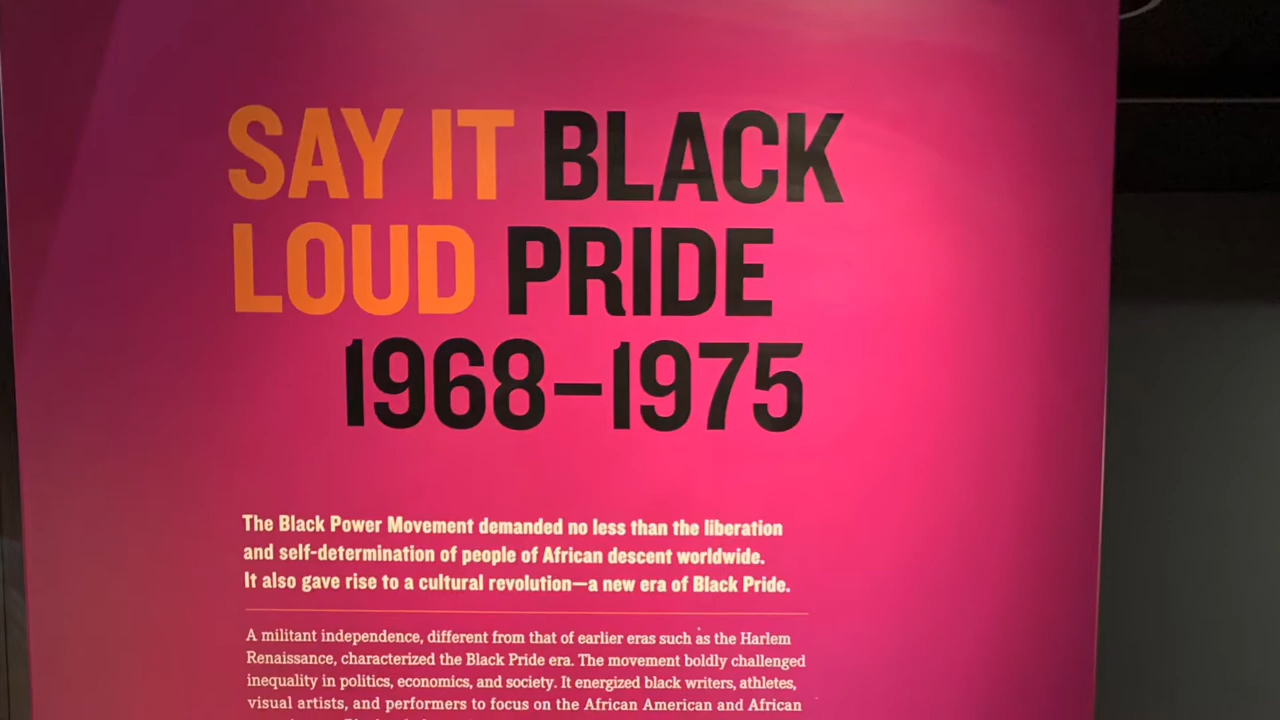 SAY IT BLACK
LOUD PRIDE
1968–1975
The Black Power Movement demanded no less than the liberation
and self-determination of people of African descent worldwide.
It also gave rise to a cultural revolution—a new era of Black Pride.
A militant independence, different from that of earlier eras such as the Harlem
Renaissance, characterized the Black Pride era. The movement boldly challenged
inequality in politics, economics, and society. It energized black writers, athletes,
visual artists, and performers to focus on the African American and African